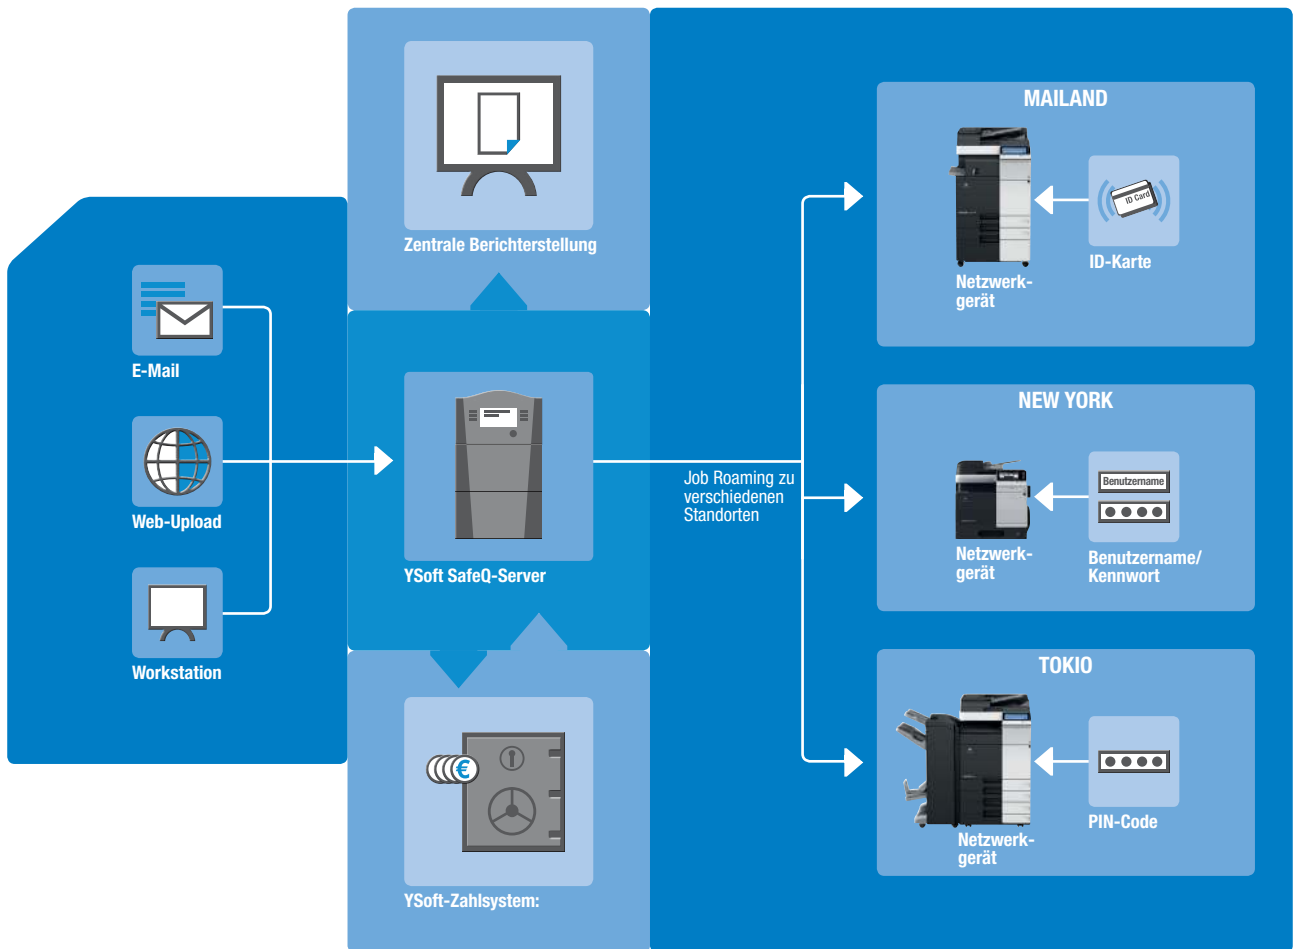 E-Mail
Web-Upload
Workstation
Zentrale Berichterstellung
YSoft SafeQ-Server
€
YSoft-Zahlsystem:
Job Roaming zu
verschiedenen
Standorten
MAILAND
Netzwerk-
gerät
ID Card
ID-Karte
NEW YORK
Netzwerk-
gerät
Benutzername
Benutzername/
Kennwort
TOKIO
Netzwerk-
gerät
PIN-Code